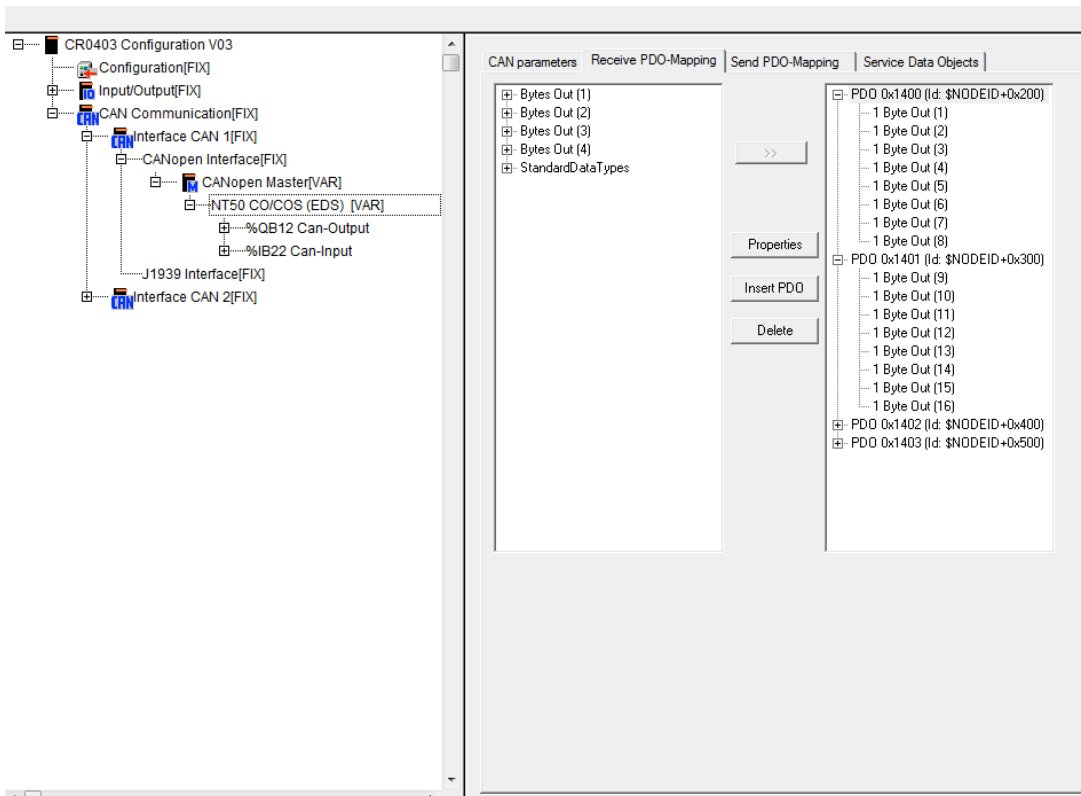 CR0403 Configuration V03
Configuration[FIX]
Input/Output[FIX]
CAN Communication[FIX]
Interface CAN 1[FIX]
CANopen Interface[FIX]
CANopen Master[VAR]
NT50 CO/COS (EDS) [VAR]
%QB12 Can-Output
%IB22 Can-Input
J1939 Interface[FIX]
Interface CAN 2[FIX]
CAN parameters Receive PDO-Mapping Send PDO-Mapping Service Data Objects
Bytes Out (1)
Bytes Out (2)
Bytes Out (3)
Bytes Out (4)
StandardDataTypes
>>
Properties
Insert PDO
Delete
PDO 0x1400 (Id: $NODEID+0x200)
1 Byte Out (1)
1 Byte Out (2)
1 Byte Out (3)
1 Byte Out (4)
1 Byte Out (5)
1 Byte Out (6)
1 Byte Out (7)
1 Byte Out (8)
PDO 0x1401 (Id: $NODEID+0x300)
1 Byte Out (9)
1 Byte Out (10)
1 Byte Out (11)
1 Byte Out (12)
1 Byte Out (13)
1 Byte Out (14)
1 Byte Out (15)
1 Byte Out (16)
PDO 0x1402 (Id: $NODEID+0x400)
PDO 0x1403 (Id: $NODEID+0x500)